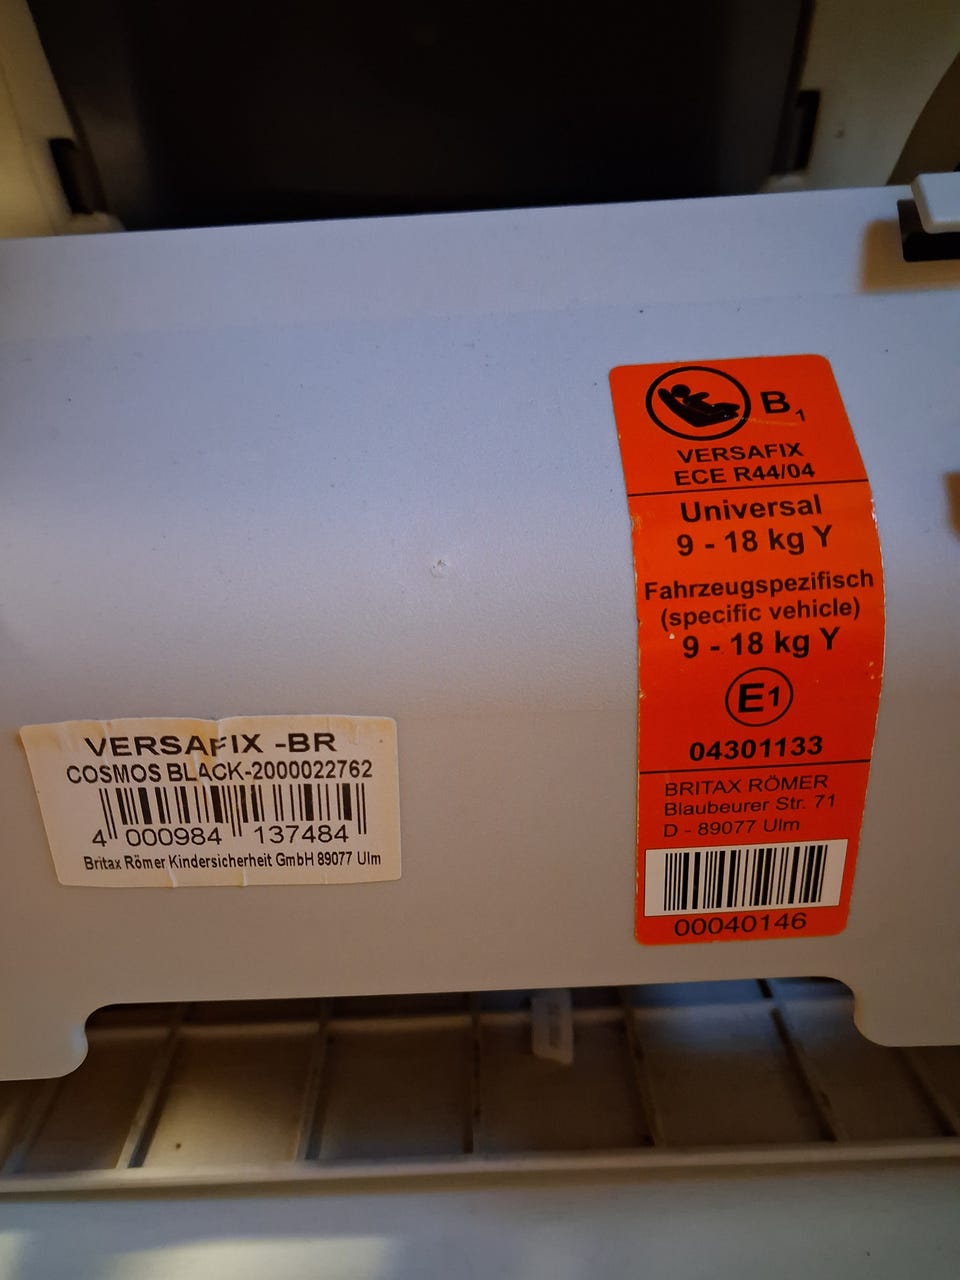 B1
VERSAFIX
ECE R44/04
Universal
9 - 18 kg Y
Fahrzeugspezifisch
(specific vehicle)
9 - 18 kg Y
E1
04301133
BRITAX RÖMER
Blaubeurer Str. 71
D - 89077 Ulm
00040146
VERSAFIX -BR
COSMOS BLACK-2000022762
4 000984 137484
Britax Römer Kindersicherheit GmbH 89077 Ulm